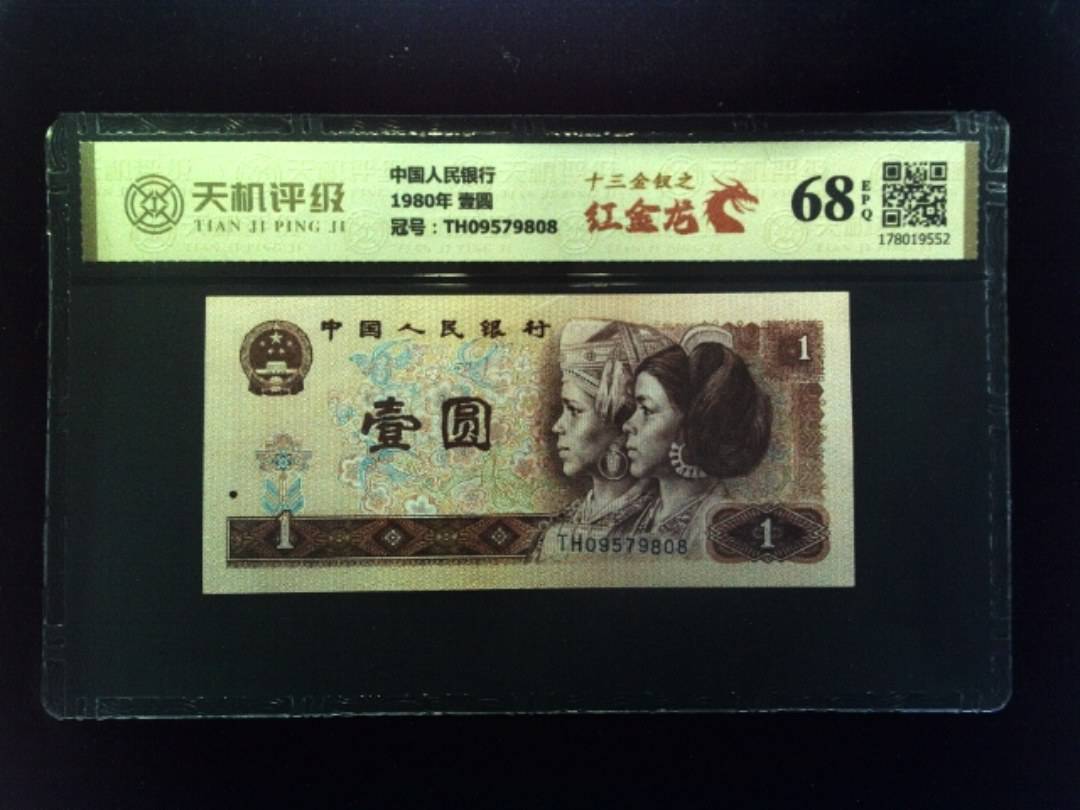 天机评级
TIAN JI PING JI
中国人民银行
1980年 壹圆
冠号：TH09579808
十三金钗之
红金龙
68
EPQ
178019552
中国人民银行
1
壹圆
1
TH09579808
1